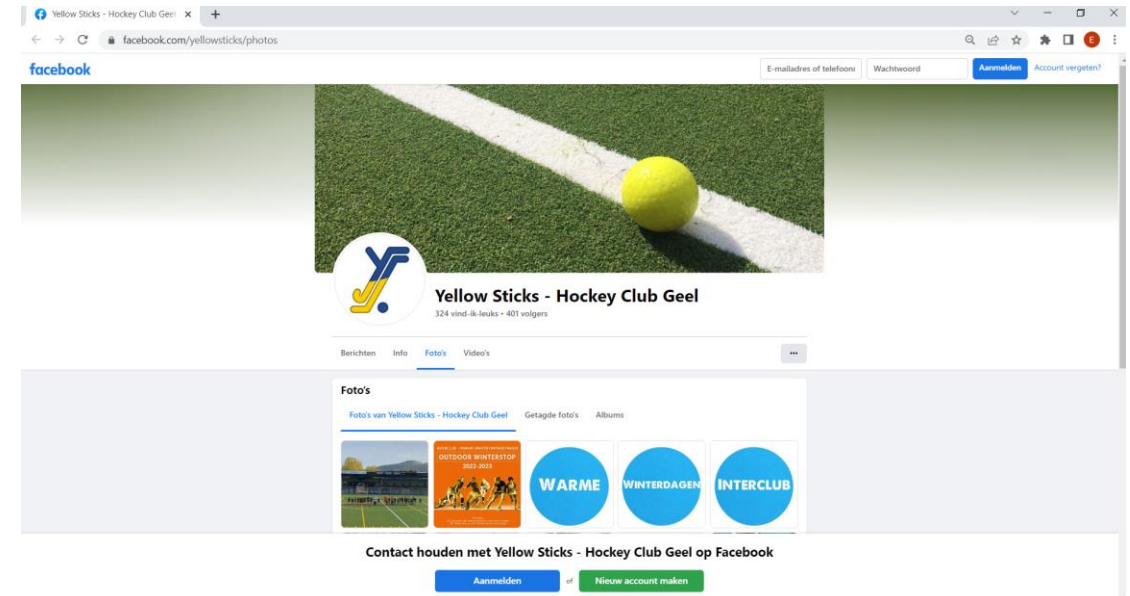 Yellow Sticks - Hockey Club Gee
facebook.com/yellowsticks/photos
E
facebook
E-mailadres of telefoon
Wachtwoord
Aanmelden
Account vergeten?
Yellow Sticks - Hockey Club Geel
324 vind-ik-leuks • 401 volgers
Berichten Info Foto's Video's
Foto's
Foto's van Yellow Sticks - Hockey Club Geel Getagde foto's Albums
OUTDOOR WINTERSTOP
2022-2023
WARME
WINTERDAGEN
INTERCLUB
Contact houden met Yellow Sticks - Hockey Club Geel op Facebook
Aanmelden of Nieuw account maken